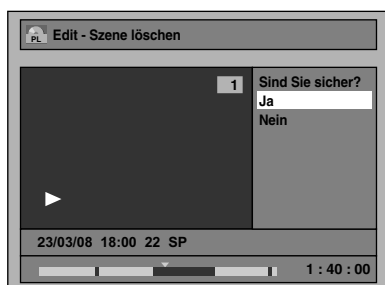 PL Edit - Szene löschen
1
Sind Sie sicher?
Ja
Nein
23/03/08 18:00 22 SP
1 : 40 : 00